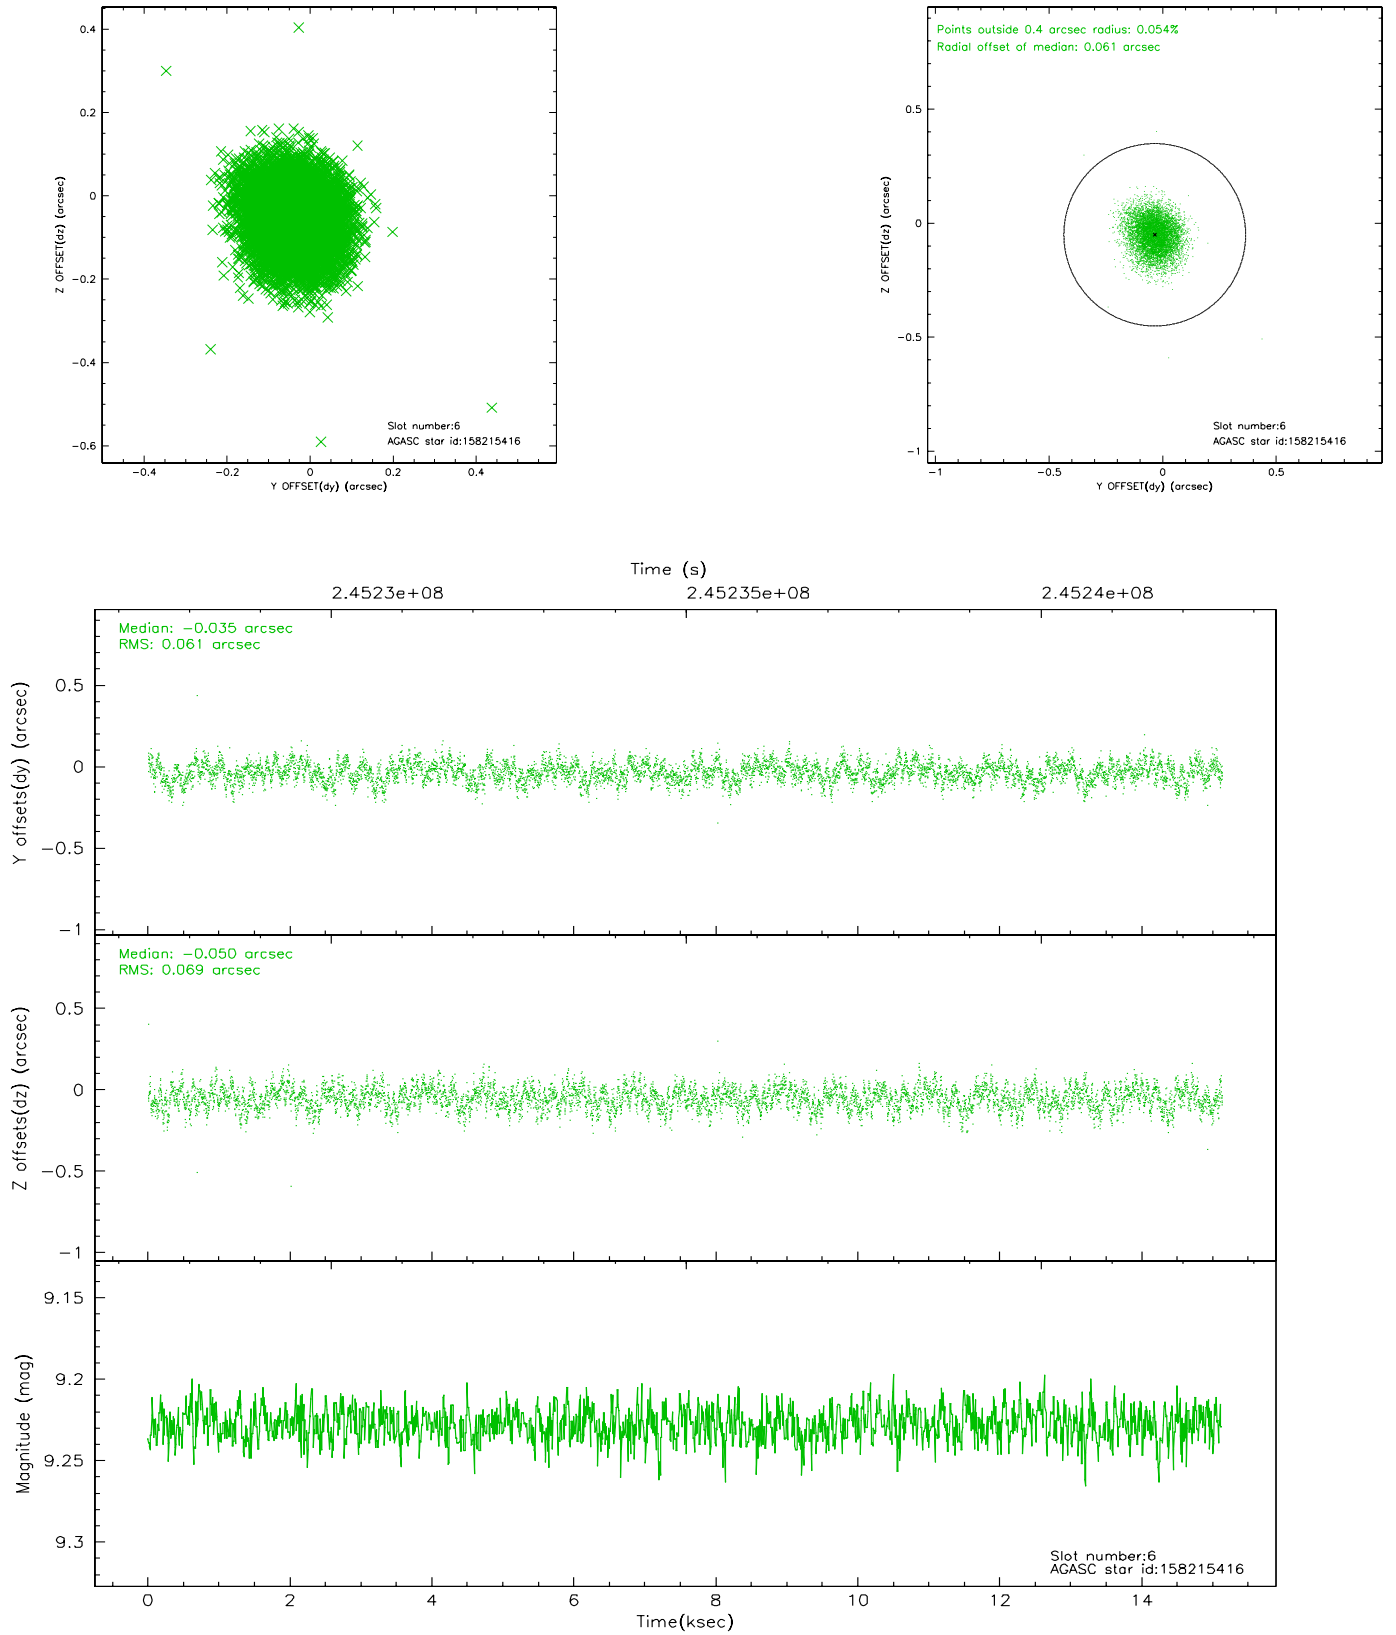 0.4
0.2
0
−0.2
−0.4
−0.6
Z OFFSET(dz) (arcsec)
Slot number:6
AGASC star id:158215416
−0.4 −0.2 0 0.2 0.4
Y OFFSET(dy) (arcsec)
Points outside 0.4 arcsec radius: 0.054%
Radial offset of median: 0.061 arcsec
0.5
0
−0.5
−1
Z OFFSET(dz) (arcsec)
Slot number:6
AGASC star id:158215416
−1 −0.5 0 0.5
Y OFFSET(dy) (arcsec)
Time (s)
2.4523e+08 2.45235e+08 2.4524e+08
Median: −0.035 arcsec
RMS: 0.061 arcsec
0.5
0
−0.5
−1
Y offsets(dy) (arcsec)
Median: −0.050 arcsec
RMS: 0.069 arcsec
0.5
0
−0.5
−1
Z offsets(dz) (arcsec)
9.15
9.2
9.25
9.3
Magnitude (mag)
Slot number:6
AGASC star id:158215416
0 2 4 6 8 10 12 14
Time(ksec)